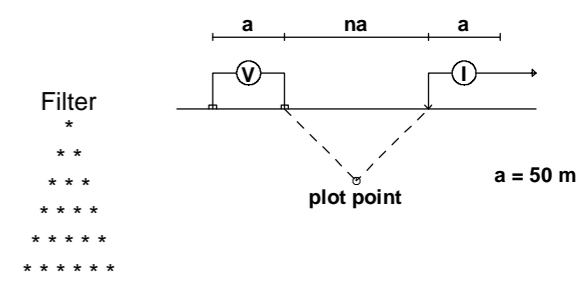 a na a
V I
Filter
*
* *
* * *
* * * *
* * * * *
* * * * * *
a = 50 m
plot point